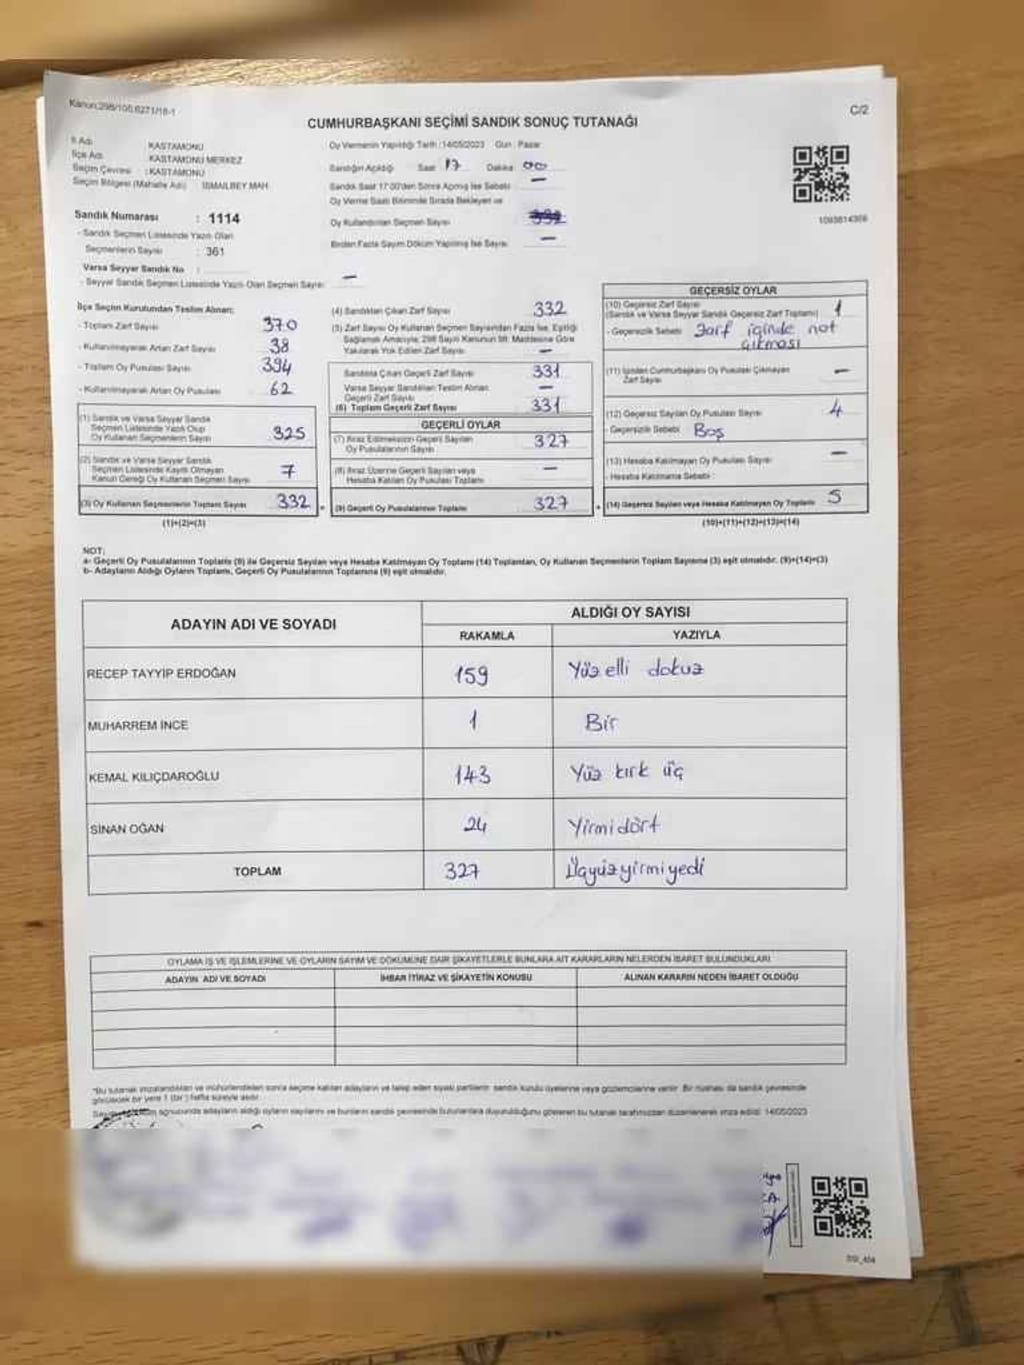 Kanun:298/105,6271/18-1
C/2
CUMHURBAŞKANI SEÇİMİ SANDIK SONUÇ TUTANAĞI
İl Adı KASTAMONU
İlçe Adı KASTAMONU MERKEZ
Seçim Çevresi : KASTAMONU
Seçim Bölgesi (Mahalle Adı) İSMAİLBEY MAH
Sandık Numarası : 1114
- Sandık Seçmen Listesinde Yazılı Olan
Seçmenlerin Sayısı : 361
Varsa Seyyar Sandık No :
- Seyyar Sandık Seçmen Listesinde Yazılı Olan Seçmen Sayısı —
Oy Vermenin Yapıldığı Tarih :14/05/2023 Gün : Pazar
Sandığın Açıldığı Saat 17 Dakika 00
Sandık Saat 17:00'den Sonra Açılmış İse Sebebi —
Oy Verme Saati Bitiminde Sırada Bekleyen ve
Oy Kullandırılan Seçmen Sayısı
Birden Fazla Sayım Döküm Yapılmış İse Sayısı —
1093814309
İlçe Seçim Kurulundan Teslim Alınan:
- Toplam Zarf Sayısı 370
- Kullanılmayarak Artan Zarf Sayısı 38
- Toplam Oy Pusulası Sayısı 394
- Kullanılmayarak Artan Oy Pusulası 62
(1) Sandık ve Varsa Seyyar Sandık
Seçmen Listesinde Yazılı Olup
Oy Kullanan Seçmenlerin Sayısı 325
(2) Sandık ve Varsa Seyyar Sandık
Seçmen Listesinde Kayıtlı Olmayan
Kanun Gereği Oy Kullanan Seçmen Sayısı 7
(3) Oy Kullanan Seçmenlerin Toplam Sayısı 332
(1)+(2)=(3)
(4) Sandıktan Çıkan Zarf Sayısı 332
(5) Zarf Sayısı Oy Kullanan Seçmen Sayısından Fazla İse, Eşitliği
Sağlamak Amacıyla, 298 Sayılı Kanunun 98. Maddesine Göre
Yakılarak Yok Edilen Zarf Sayısı —
Sandıkta Çıkan Geçerli Zarf Sayısı 331
Varsa Seyyar Sandıktan Teslim Alınan
Geçerli Zarf Sayısı —
(6) Toplam Geçerli Zarf Sayısı 331
GEÇERLİ OYLAR
(7) İtiraz Edilmeksizin Geçerli Sayılan
Oy Pusulalarının Sayısı 327
(8) İtiraz Üzerine Geçerli Sayılan veya
Hesaba Katılan Oy Pusulası Toplamı —
(9) Geçerli Oy Pusulalarının Toplamı 327
GEÇERSİZ OYLAR
(10) Geçersiz Zarf Sayısı 1
(Sandık ve Varsa Seyyar Sandık Geçersiz Zarf Toplamı)
- Geçersizlik Sebebi Zarf içinde not
çıkması
(11) İçinden Cumhurbaşkanı Oy Pusulası Çıkmayan
Zarf Sayısı —
(12) Geçersiz Sayılan Oy Pusulası Sayısı 4
- Geçersizlik Sebebi Boş
(13) Hesaba Katılmayan Oy Pusulası Sayısı —
- Hesaba Katılmama Sebebi :
(14) Geçersiz Sayılan veya Hesaba Katılmayan Oy Toplamı 5
(10)+(11)+(12)+(13)=(14)
NOT:
a- Geçerli Oy Pusulalarının Toplamı (9) ile Geçersiz Sayılan veya Hesaba Katılmayan Oy Toplamı (14) Toplamları, Oy Kullanan Seçmenlerin Toplam Sayısına (3) eşit olmalıdır. (9)+(14)=(3)
b- Adayların Aldığı Oyların Toplamı, Geçerli Oy Pusulalarının Toplamına (9) eşit olmalıdır.
ADAYIN ADI VE SOYADI ALDIĞI OY SAYISI
RAKAMLA YAZIYLA
RECEP TAYYİP ERDOĞAN 159 Yüz elli dokuz
MUHARREM İNCE 1 Bir
KEMAL KILIÇDAROĞLU 143 Yüz kırk üç
SİNAN OĞAN 24 Yirmidört
TOPLAM 327 Üçyüzyirmiyedi
OYLAMA İŞ VE İŞLEMLERİNE VE OYLARIN SAYIM VE DÖKÜMÜNE DAİR ŞİKAYETLERLE BUNLARA AİT KARARLARIN NELERDEN İBARET BULUNDUKLARI
ADAYIN ADI VE SOYADI İHBAR İTİRAZ VE ŞİKAYETİN KONUSU ALINAN KARARIN NEDEN İBARET OLDUĞU
*Bu tutanak imzalandıktan ve mühürlendikten sonra seçime katılan adayların ve talep eden siyasi partilerin sandık kurulu üyelerine veya gözlemcilerine verilir. Bir nüshası da sandık çevresinde
görülecek bir yere 1 (bir) hafta süreyle asılır.
sonucunda adayların aldığı oyların sayılarını ve bunların sandık çevresinde bulunanlara duyurulduğunu gösteren bu tutanak tarafımızdan düzenlenerek imza edildi. 14/05/2023